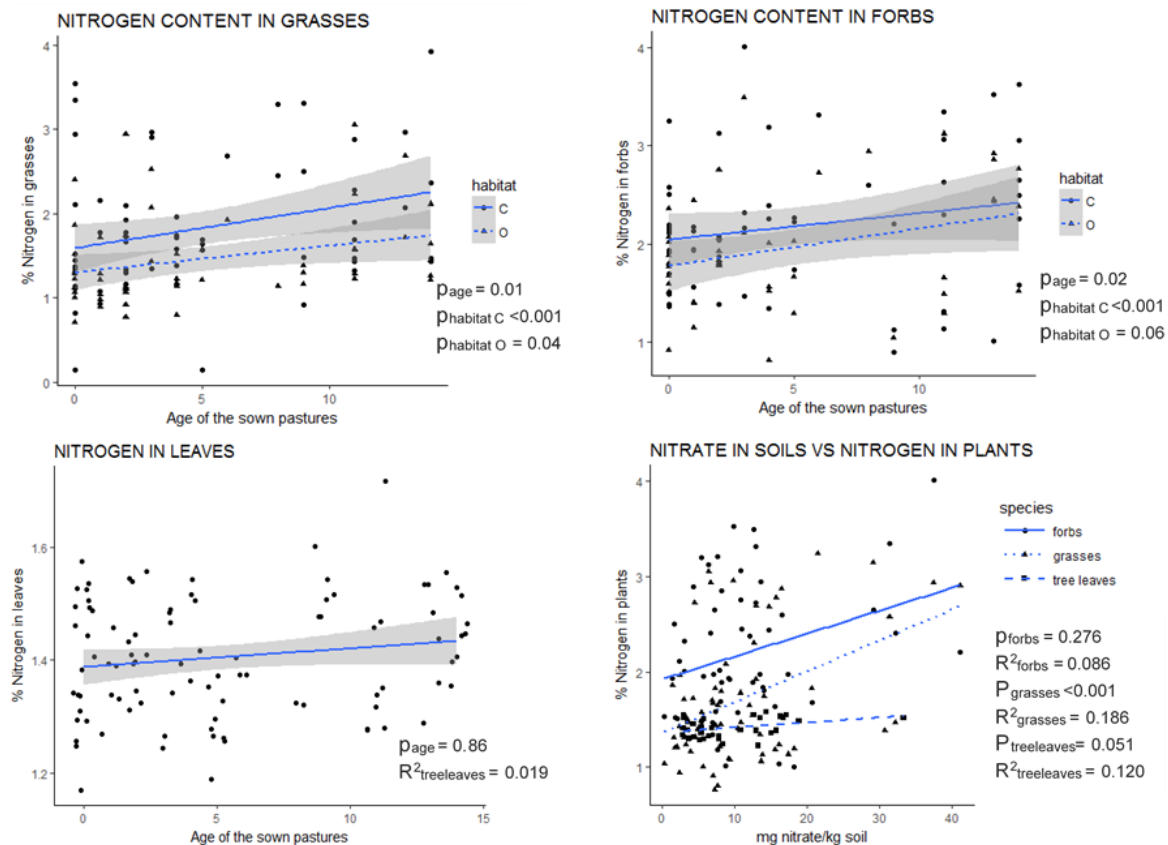 NITROGEN CONTENT IN GRASSES
4
3
2
1
0
% Nitrogen in grasses
0 5 10
Age of the sown pastures
habitat
C
O
page = 0.01
phabitat C <0.001
phabitat O = 0.04
NITROGEN CONTENT IN FORBS
4
3
2
1
% Nitrogen in forbs
0 5 10
Age of the sown pastures
habitat
C
O
page = 0.02
phabitat C <0.001
phabitat O = 0.06
NITROGEN IN LEAVES
1.6
1.4
1.2
% Nitrogen in leaves
0 5 10 15
Age of the sown pastures
page = 0.86
R2treeleaves = 0.019
NITRATE IN SOILS VS NITROGEN IN PLANTS
4
3
2
1
% Nitrogen in plants
0 10 20 30 40
mg nitrate/kg soil
species
forbs
grasses
tree leaves
pforbs = 0.276
R2forbs = 0.086
Pgrasses <0.001
R2grasses = 0.186
Ptreeleaves= 0.051
R2treeleaves = 0.120